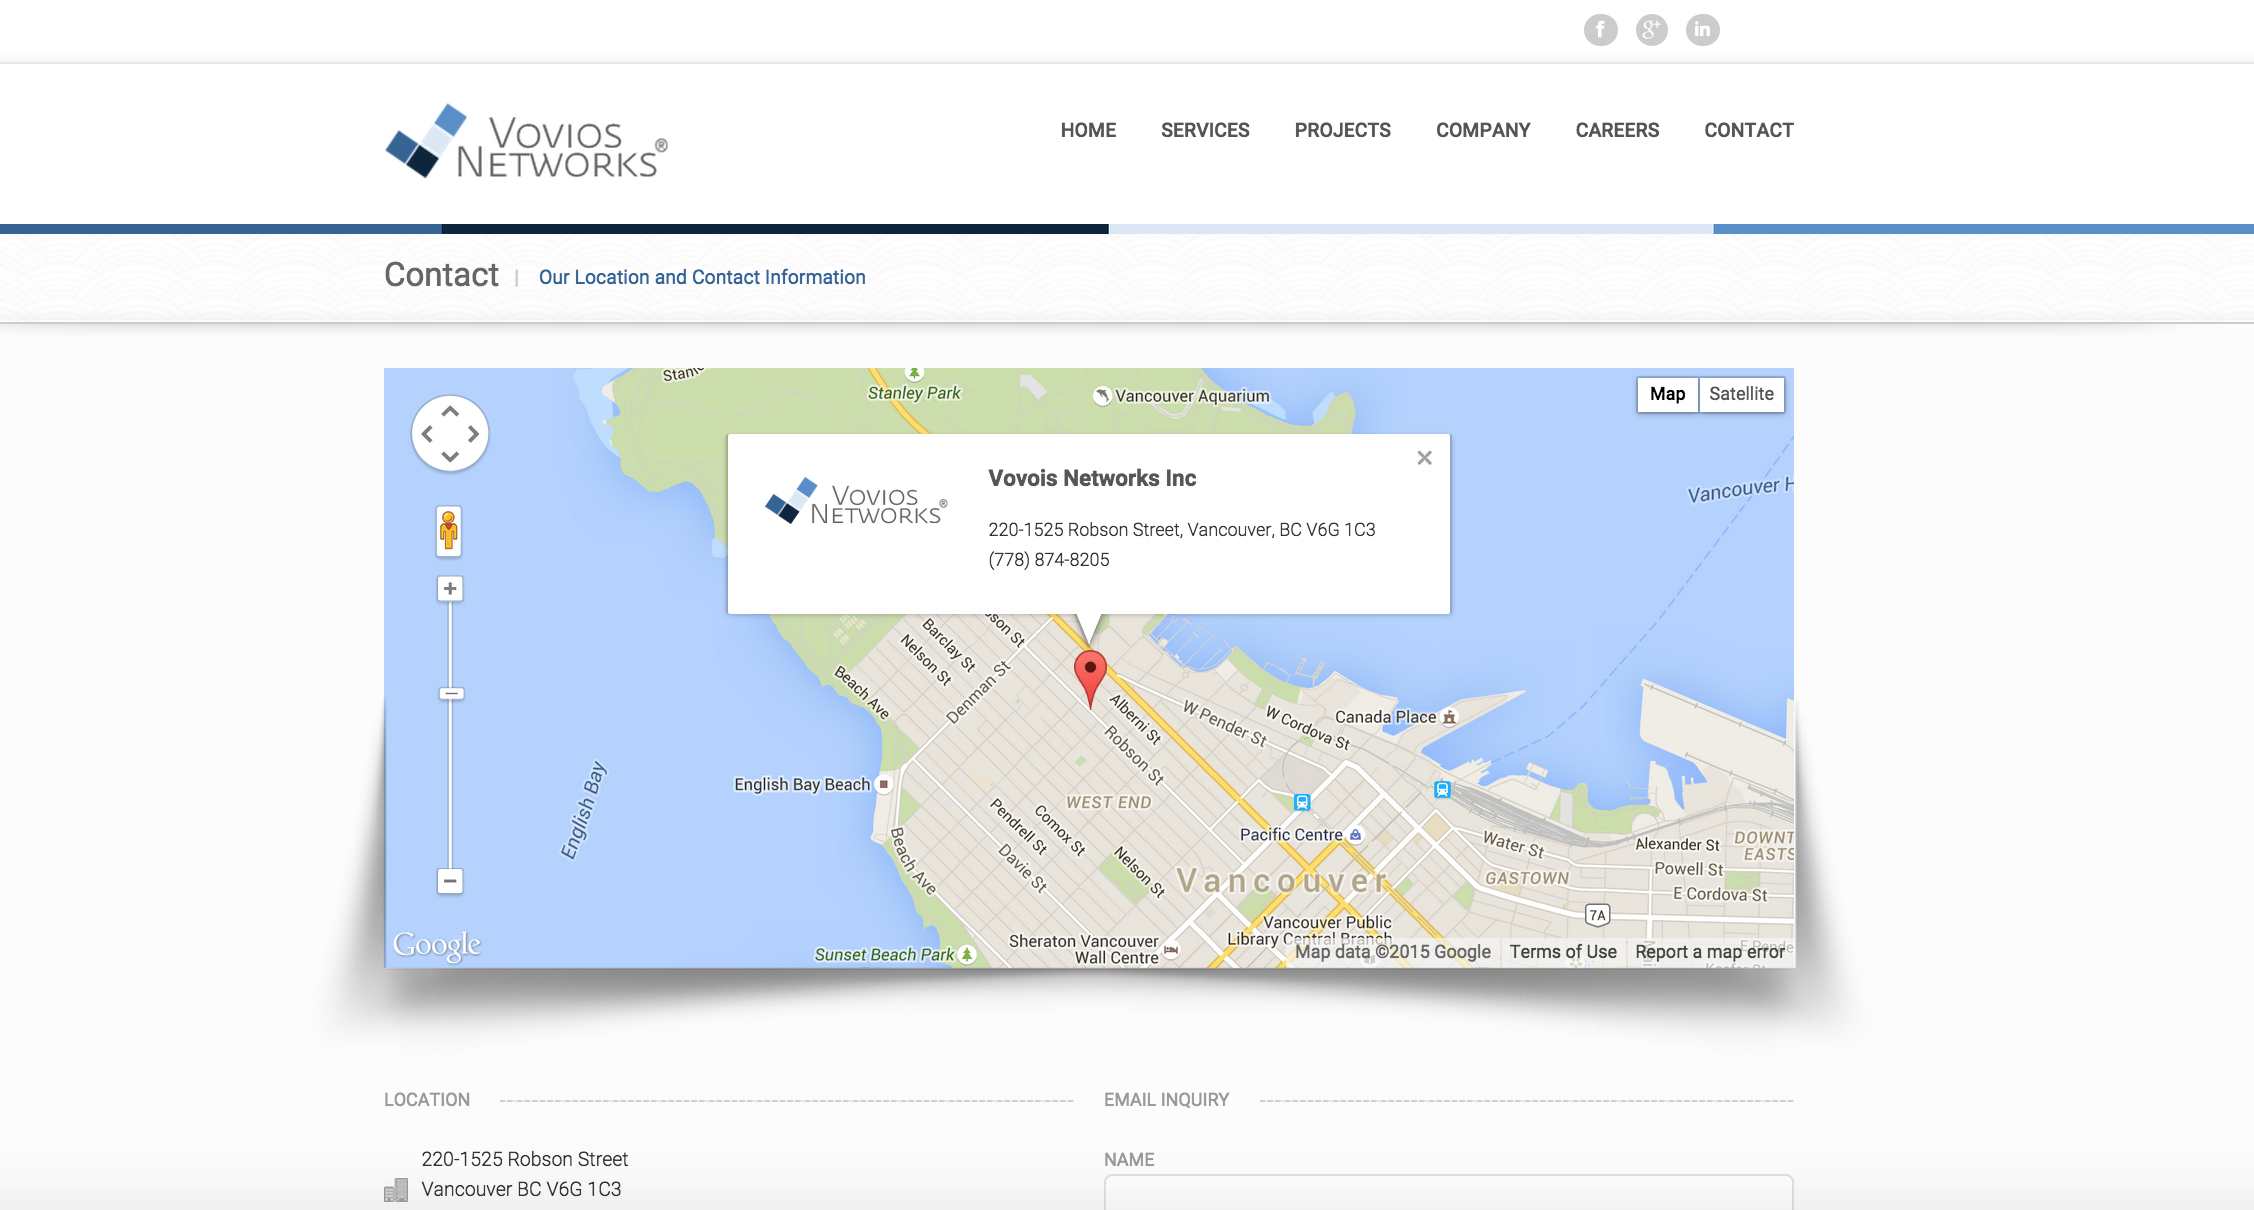 f g+ in
VOVIOS
NETWORKS®
HOME SERVICES PROJECTS COMPANY CAREERS CONTACT
Contact | Our Location and Contact Information
Stanley Park
Vancouver Aquarium
Map Satellite
Vancouver H
VOVIOS
NETWORKS®
Vovois Networks Inc
220-1525 Robson Street, Vancouver, BC V6G 1C3
(778) 874-8205
son St
Barclay St
Nelson St
Denman St
Beach Ave
Alberni St
Robson St
W Pender St
W Cordova St
Canada Place
English Bay Beach
English Bay
WEST END
Pendrell St
Comox St
Davie St
Nelson St
Beach Ave
Pacific Centre
Water St
Alexander St
DOWNT
EASTS
Powell St
GASTOWN
E Cordova St
Vancouver
7A
Vancouver Public
Library Central Branch
Sheraton Vancouver
Wall Centre
Sunset Beach Park
Google
Map data ©2015 Google Terms of Use Report a map error
LOCATION
220-1525 Robson Street
Vancouver BC V6G 1C3
EMAIL INQUIRY
NAME